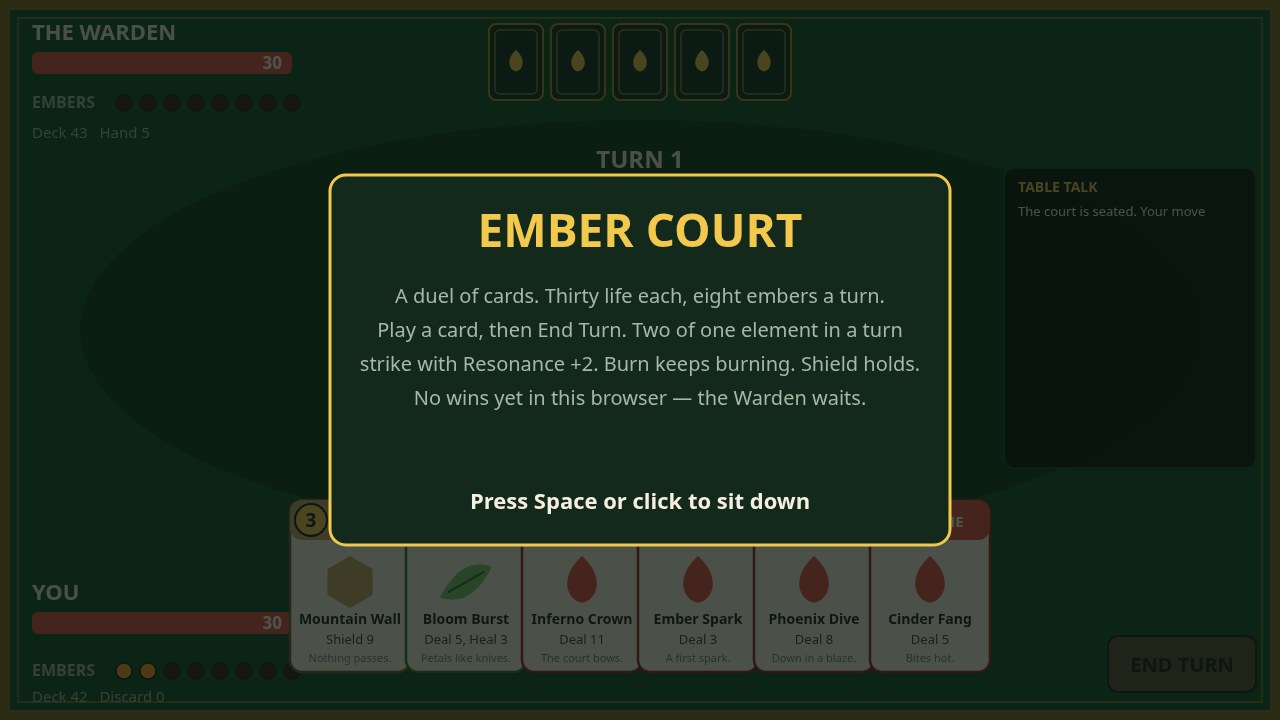 THE WARDEN
30
EMBERS
Deck 43 Hand 5
TURN 1
TABLE TALK
The court is seated. Your move
EMBER COURT
A duel of cards. Thirty life each, eight embers a turn.
Play a card, then End Turn. Two of one element in a turn
strike with Resonance +2. Burn keeps burning. Shield holds.
No wins yet in this browser — the Warden waits.
Press Space or click to sit down
3
Mountain Wall
Shield 9
Nothing passes.
Bloom Burst
Deal 5, Heal 3
Petals like knives.
Inferno Crown
Deal 11
The court bows.
Ember Spark
Deal 3
A first spark.
Phoenix Dive
Deal 8
Down in a blaze.
Cinder Fang
Deal 5
Bites hot.
YOU
30
EMBERS
Deck 42 Discard 0
END TURN